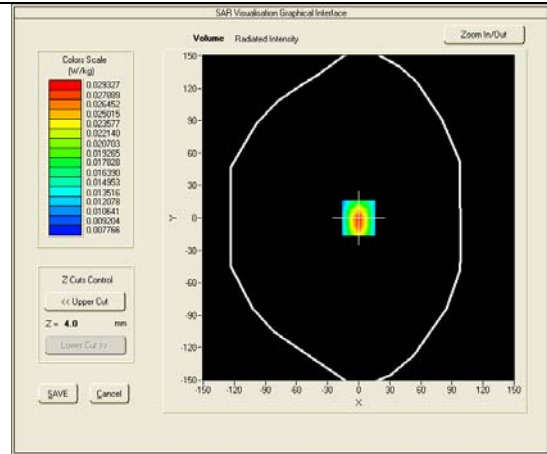 SAR Visualisation Graphical Interface
Volume Radiated Intensity
Zoom In/Out
Colors Scale
(W/kg)
0.029327
0.027889
0.026452
0.025015
0.023577
0.022140
0.020703
0.019265
0.017828
0.016390
0.014953
0.013516
0.012078
0.010641
0.009204
0.007766
150-
120-
90-
60-
30-
Y 0-
-30-
-60-
-90-
-120-
-150-
-150 -120 -90 -60 -30 0 30 60 90 120 150
X
Z Cuts Control
<< Upper Cut
Z = 4.0 mm
Lower Cut >>
SAVE Cancel